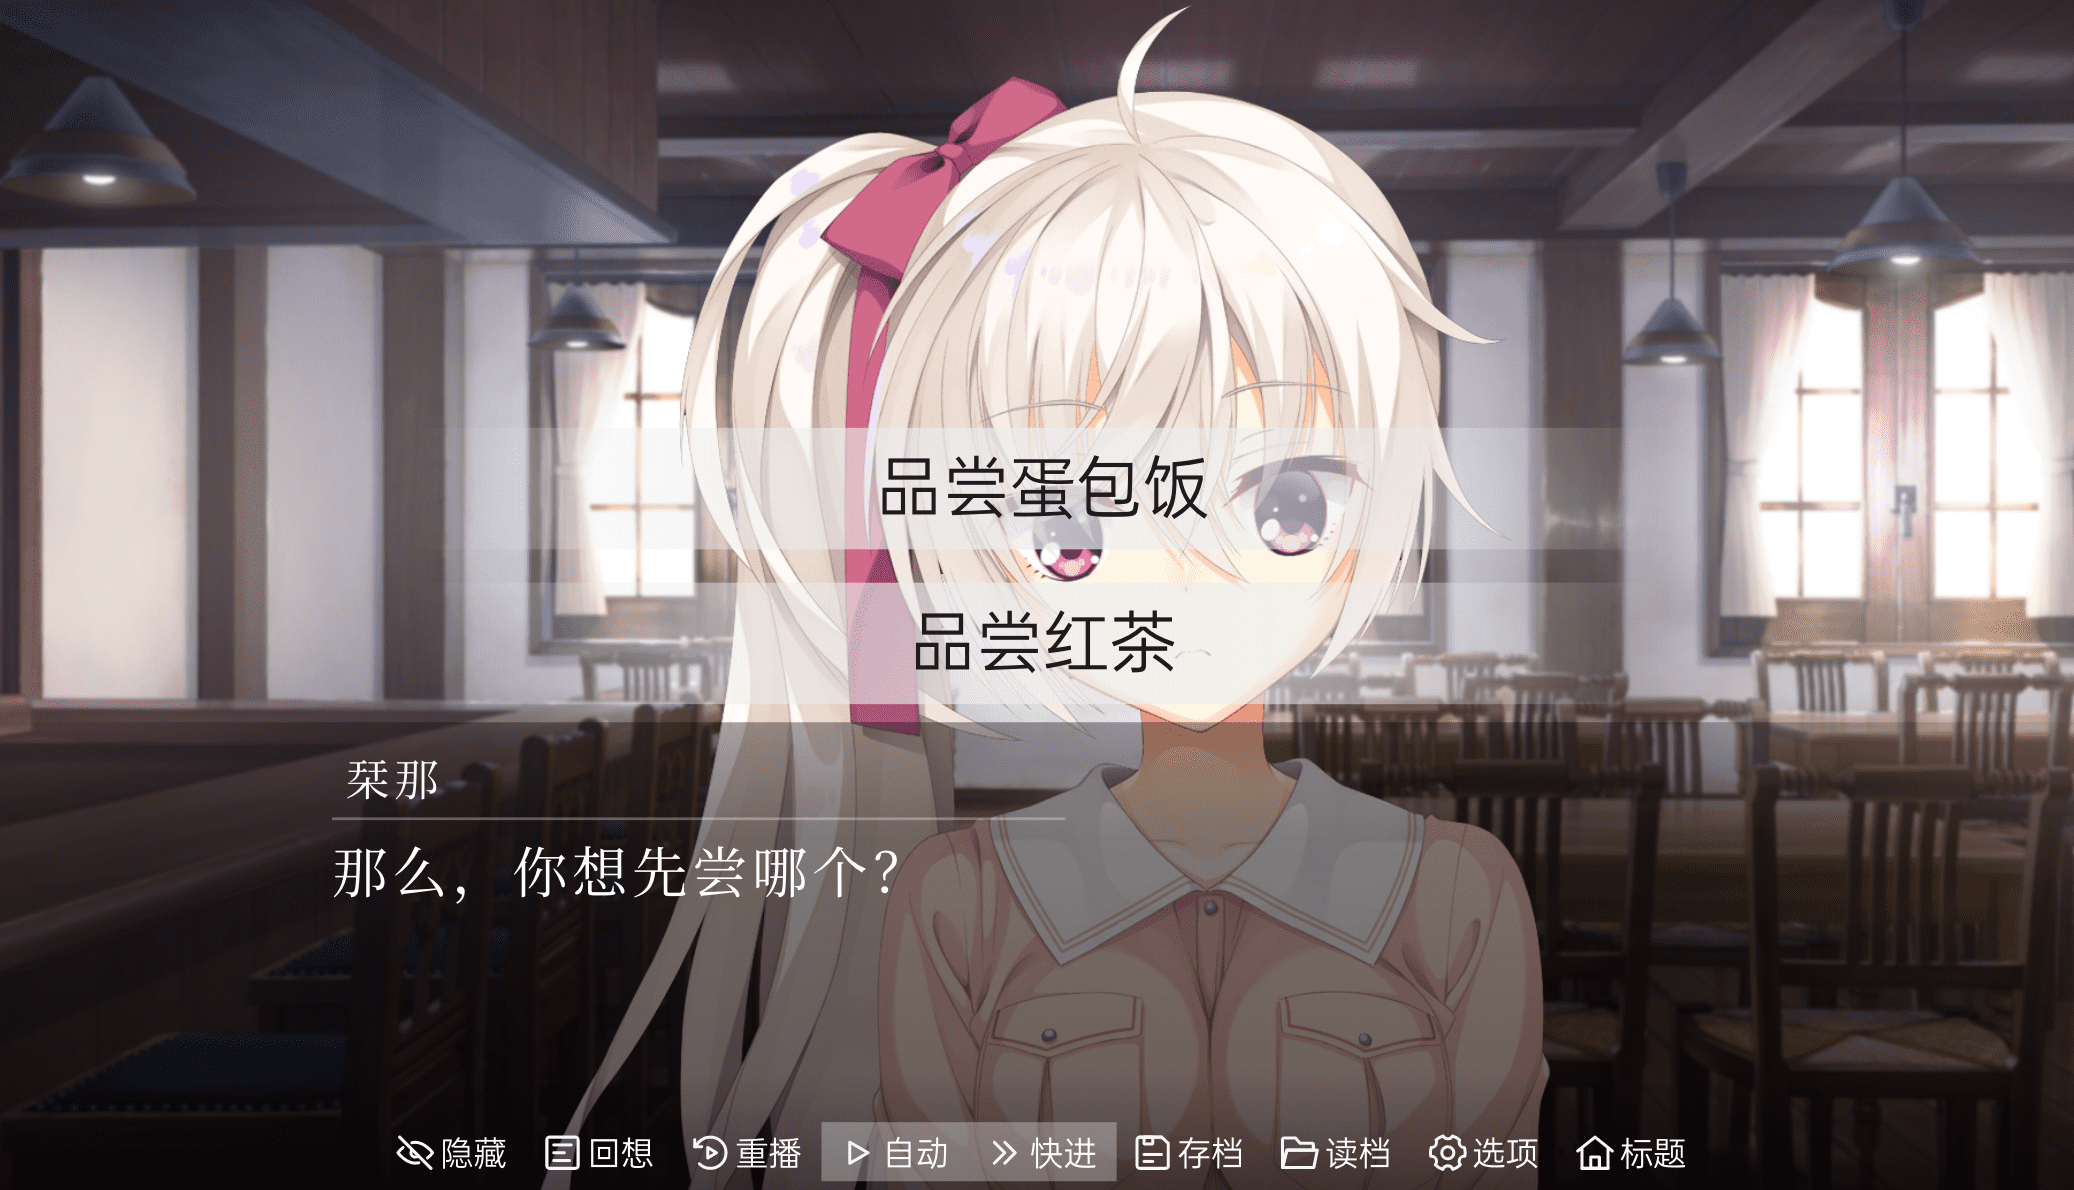 品尝蛋包饭
品尝红茶
栞那
那么，你想先尝哪个？
隐藏 回想 重播 自动 快进 存档 读档 选项 标题